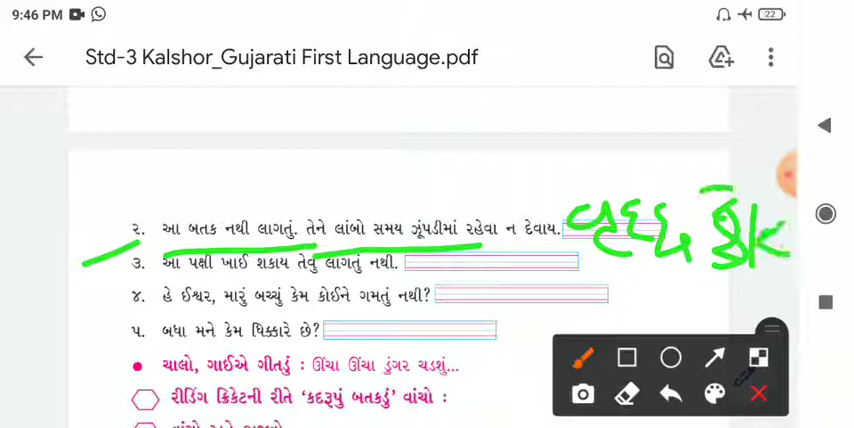 9:46 PM 22
Std-3 Kalshor_Gujarati First Language.pdf
૨. આ બતક નથી લાગતું. તેને લાંબો સમય ઝૂંપડીમાં રહેવા ન દેવાય.
૩. આ પક્ષી ખાઈ શકાય તેવું લાગતું નથી.
૪. હે ઈશ્વર, મારું બચ્ચું કેમ કોઈને ગમતું નથી?
૫. બધા મને કેમ ધિક્કારે છે?
• ચાલો, ગાઈએ ગીતડું : ઊંચા ઊંચા ડુંગર ચડશું...
રીડિંગ ક્રિકેટની રીતે ‘કદરૂપું બતકડું’ વાંચો :